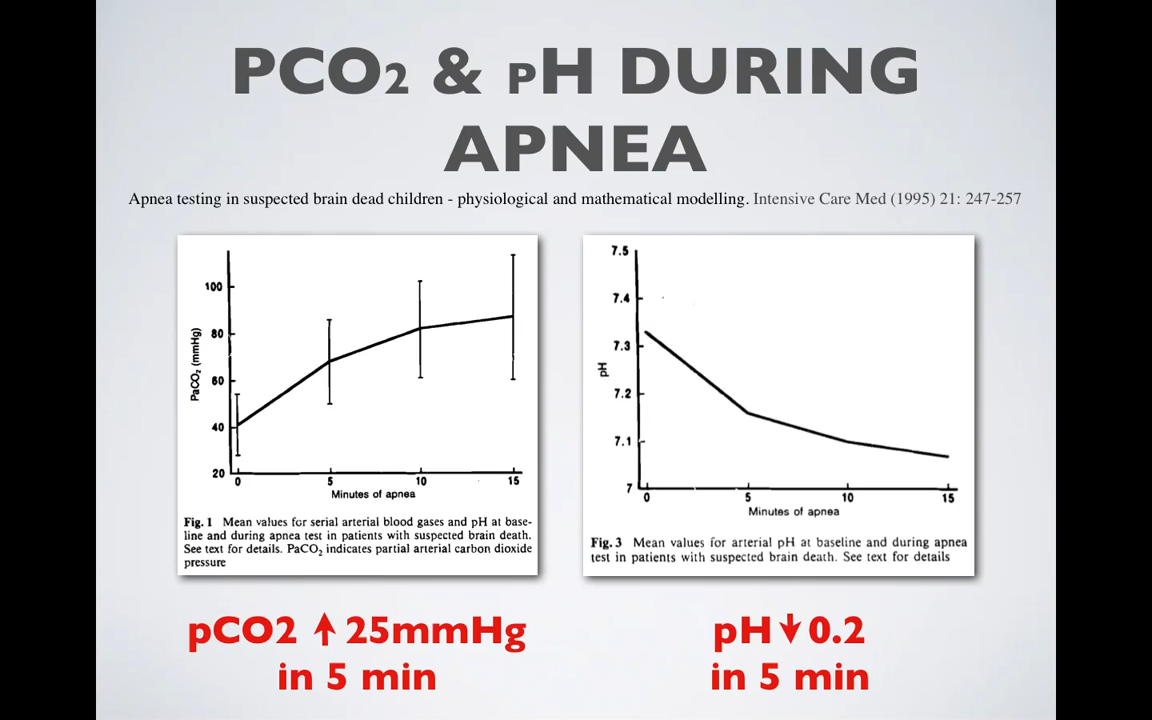 PCO2 & pH DURING
APNEA
Apnea testing in suspected brain dead children - physiological and mathematical modelling. Intensive Care Med (1995) 21: 247-257
100
80
60
40
20
PaCO2 (mmHg)
0 5 10 15
Minutes of apnea
Fig. 1 Mean values for serial arterial blood gases and pH at base-
line and during apnea test in patients with suspected brain death.
See text for details. PaCO2 indicates partial arterial carbon dioxide
pressure
7.5
7.4
7.3
7.2
7.1
7
pH
0 5 10 15
Minutes of apnea
Fig. 3 Mean values for arterial pH at baseline and during apnea
test in patients with suspected brain death. See text for details
pCO2 ↑ 25mmHg
in 5 min
pH ↓ 0.2
in 5 min